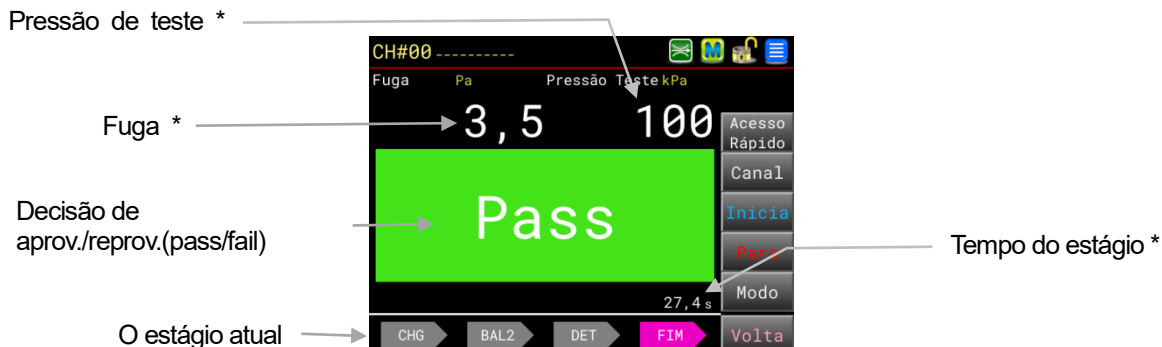 Pressão de teste *
CH#00 ----------
M
Fuga Pa Pressão Teste kPa
Fuga *
3,5 100
Acesso
Rápido
Canal
Decisão de
aprov./reprov.(pass/fail)
Pass
Inicia
Para
Tempo do estágio *
Modo
27,4 s
O estágio atual
CHG BAL2 DET FIM
Volta